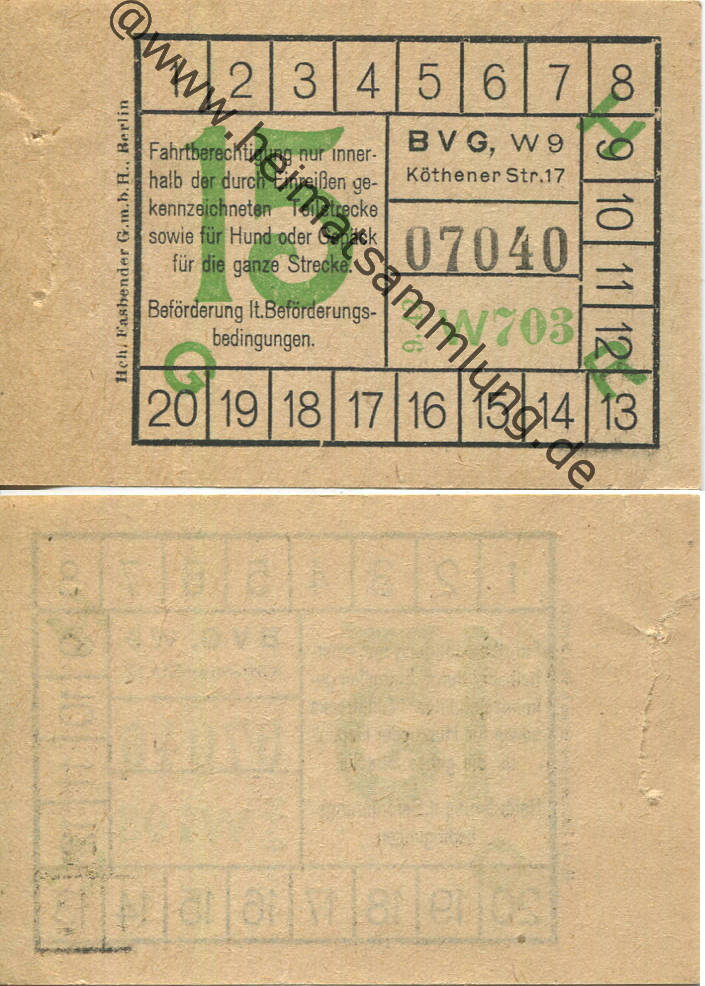 @www.heimatsammlung.de
1 2 3 4 5 6 7 8
Hch. Fasbender G.m.b.H., Berlin
15
Fahrtberechtigung nur inner-
halb der durch Einreißen ge-
kennzeichneten Teilstrecke
sowie für Hund oder Gepäck
für die ganze Strecke.
Beförderung lt.Beförderungs-
bedingungen.
BVG, W9
Köthener Str.17
07040
W703
9
10
11
12
L
E
G
20 19 18 17 16 15 14 13